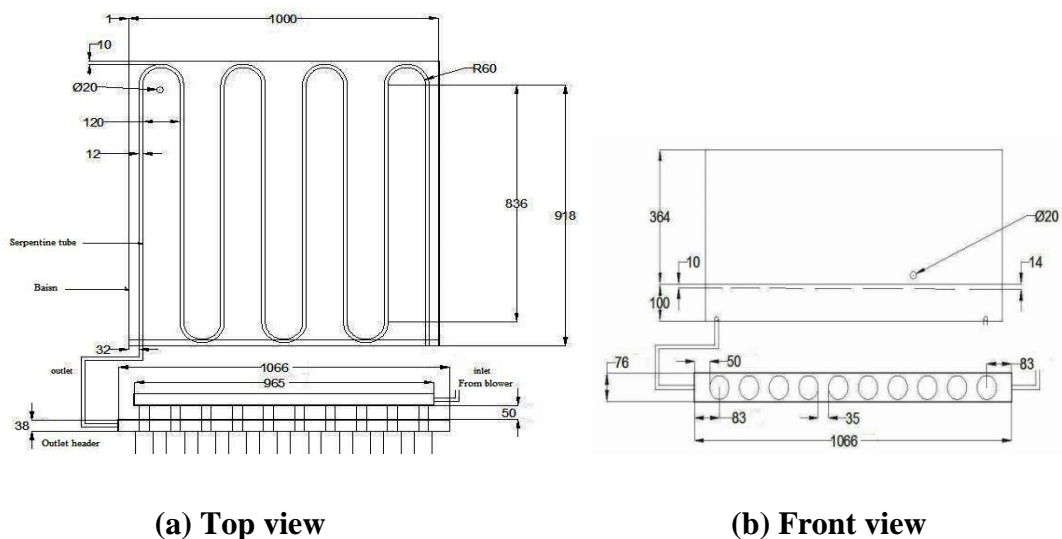 1
1000
10
R60
Ø20
120
12
836
918
Serpentine tube
Baisn
32
outlet
1066
inlet
965
From blower
38
50
Outlet header
364
Ø20
10
14
100
76
50
83
83
35
1066
(a) Top view
(b) Front view